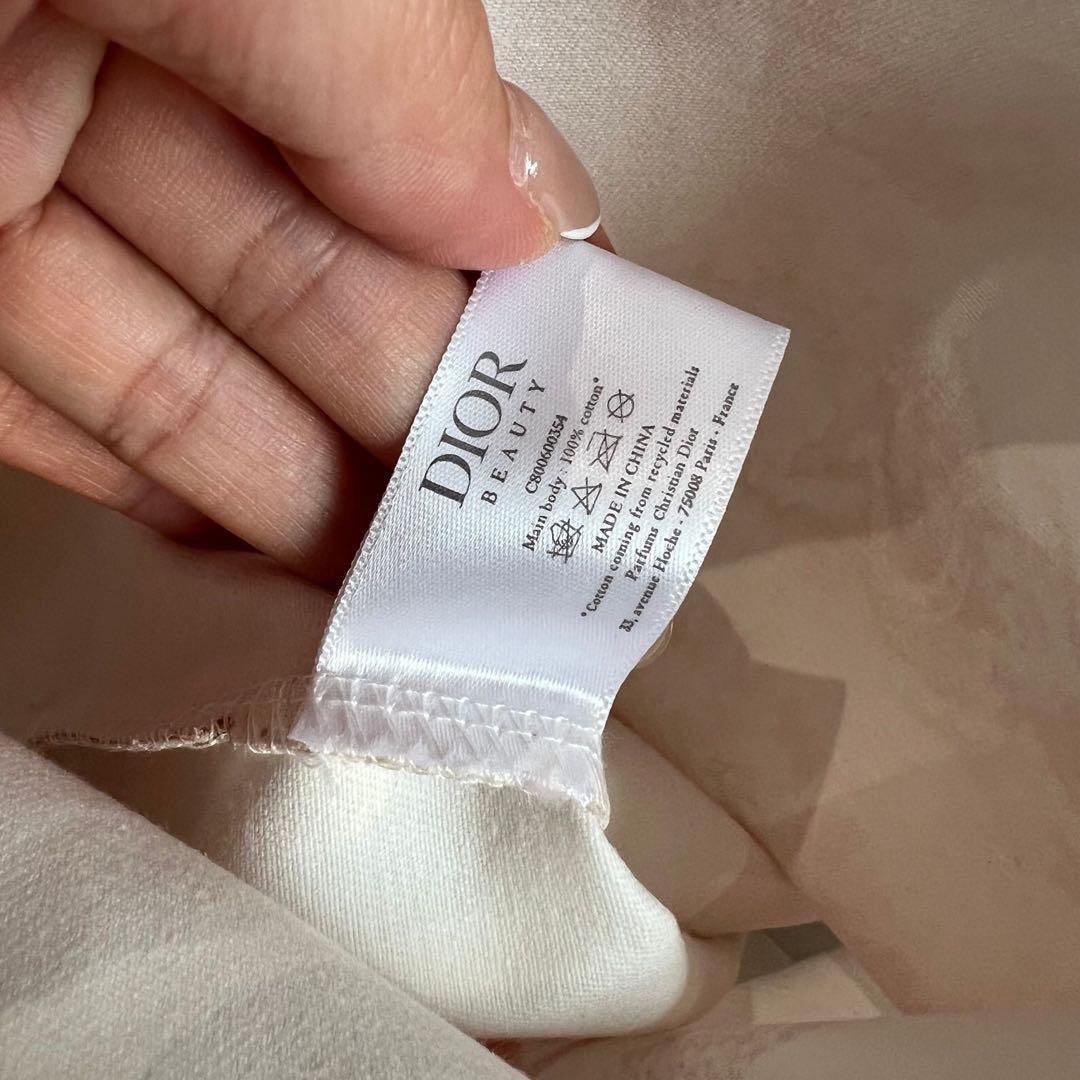 DIOR
BEAUTY
C800600354
Main body : 100% cotton*
MADE IN CHINA
*Cotton coming from recycled materials
Parfums Christian Dior
33, avenue Hoche - 75008 Paris - France